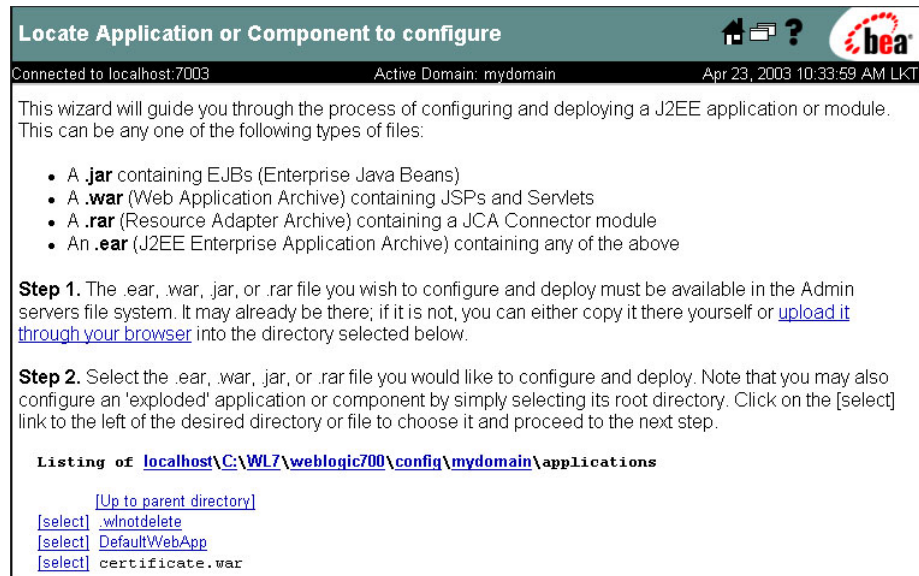 Locate Application or Component to configure
?
bea
Connected to localhost:7003 Active Domain: mydomain Apr 23, 2003 10:33:59 AM LKT
This wizard will guide you through the process of configuring and deploying a J2EE application or module.
This can be any one of the following types of files:
• A .jar containing EJBs (Enterprise Java Beans)
• A .war (Web Application Archive) containing JSPs and Servlets
• A .rar (Resource Adapter Archive) containing a JCA Connector module
• An .ear (J2EE Enterprise Application Archive) containing any of the above
Step 1. The .ear, .war, .jar, or .rar file you wish to configure and deploy must be available in the Admin
servers file system. It may already be there; if it is not, you can either copy it there yourself or upload it
through your browser into the directory selected below.
Step 2. Select the .ear, .war, .jar, or .rar file you would like to configure and deploy. Note that you may also
configure an 'exploded' application or component by simply selecting its root directory. Click on the [select]
link to the left of the desired directory or file to choose it and proceed to the next step.
Listing of localhost\C:\WL7\weblogic700\config\mydomain\applications
[Up to parent directory]
[select] .wlnotdelete
[select] DefaultWebApp
[select] certificate.war